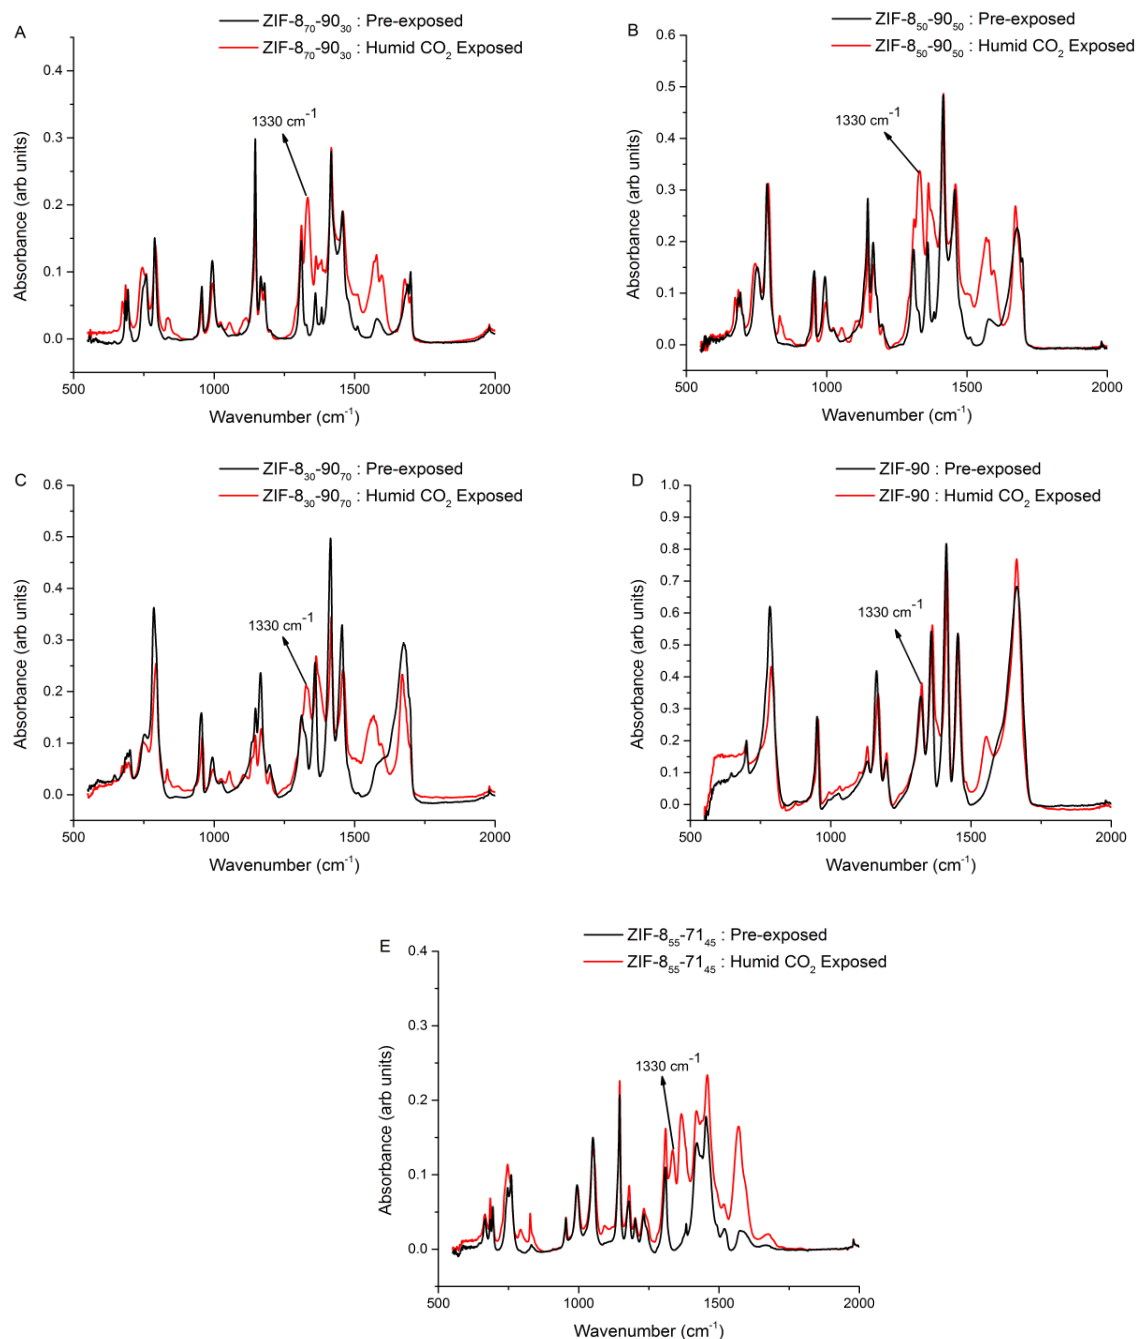 A
ZIF-8₇₀-90₃₀ : Pre-exposed
ZIF-8₇₀-90₃₀ : Humid CO₂ Exposed
0.4
0.3
0.2
0.1
0.0
Absorbance (arb units)
1330 cm⁻¹
500
1000
1500
2000
Wavenumber (cm⁻¹)
B
ZIF-8₅₀-90₅₀ : Pre-exposed
ZIF-8₅₀-90₅₀ : Humid CO₂ Exposed
0.6
0.5
0.4
0.3
0.2
0.1
0.0
Absorbance (arb units)
1330 cm⁻¹
500
1000
1500
2000
Wavenumber (cm⁻¹)
C
ZIF-8₃₀-90₇₀ : Pre-exposed
ZIF-8₃₀-90₇₀ : Humid CO₂ Exposed
0.6
0.5
0.4
0.3
0.2
0.1
0.0
Absorbance (arb units)
1330 cm⁻¹
500
1000
1500
2000
Wavenumber (cm⁻¹)
D
ZIF-90 : Pre-exposed
ZIF-90 : Humid CO₂ Exposed
1.0
0.9
0.8
0.7
0.6
0.5
0.4
0.3
0.2
0.1
0.0
Absorbance (arb units)
1330 cm⁻¹
500
1000
1500
2000
Wavenumber (cm⁻¹)
E
ZIF-8₅₅-71₄₅ : Pre-exposed
ZIF-8₅₅-71₄₅ : Humid CO₂ Exposed
0.4
0.3
0.2
0.1
0.0
Absorbance (arb units)
1330 cm⁻¹
500
1000
1500
2000
Wavenumber (cm⁻¹)